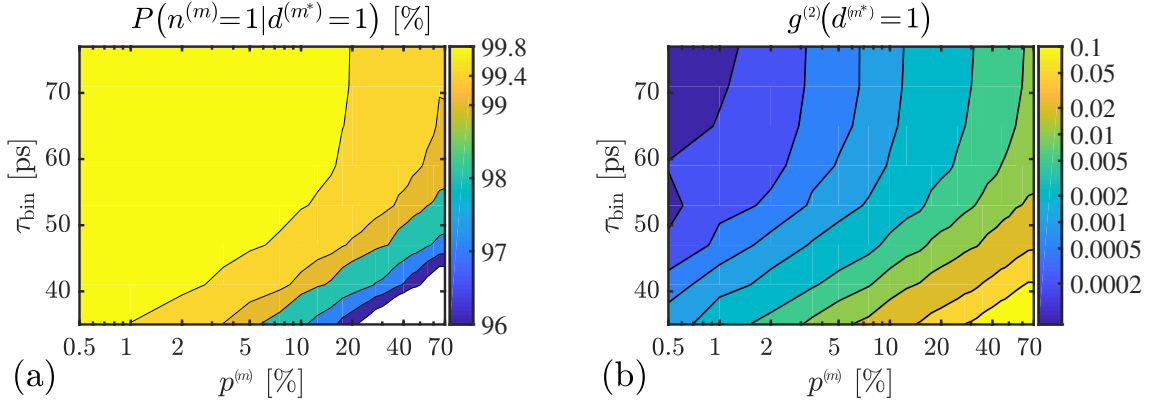 P(n^(m)=1|d^(m*)=1) [%]
99.8
99.4
99
98
97
96
70
60
50
40
τ_bin [ps]
0.5 1 2 5 10 20 40 70
p^(m) [%]
(a)
g^(2)(d^(m*)=1)
0.1
0.05
0.02
0.01
0.005
0.002
0.001
0.0005
0.0002
70
60
50
40
τ_bin [ps]
0.5 1 2 5 10 20 40 70
p^(m) [%]
(b)